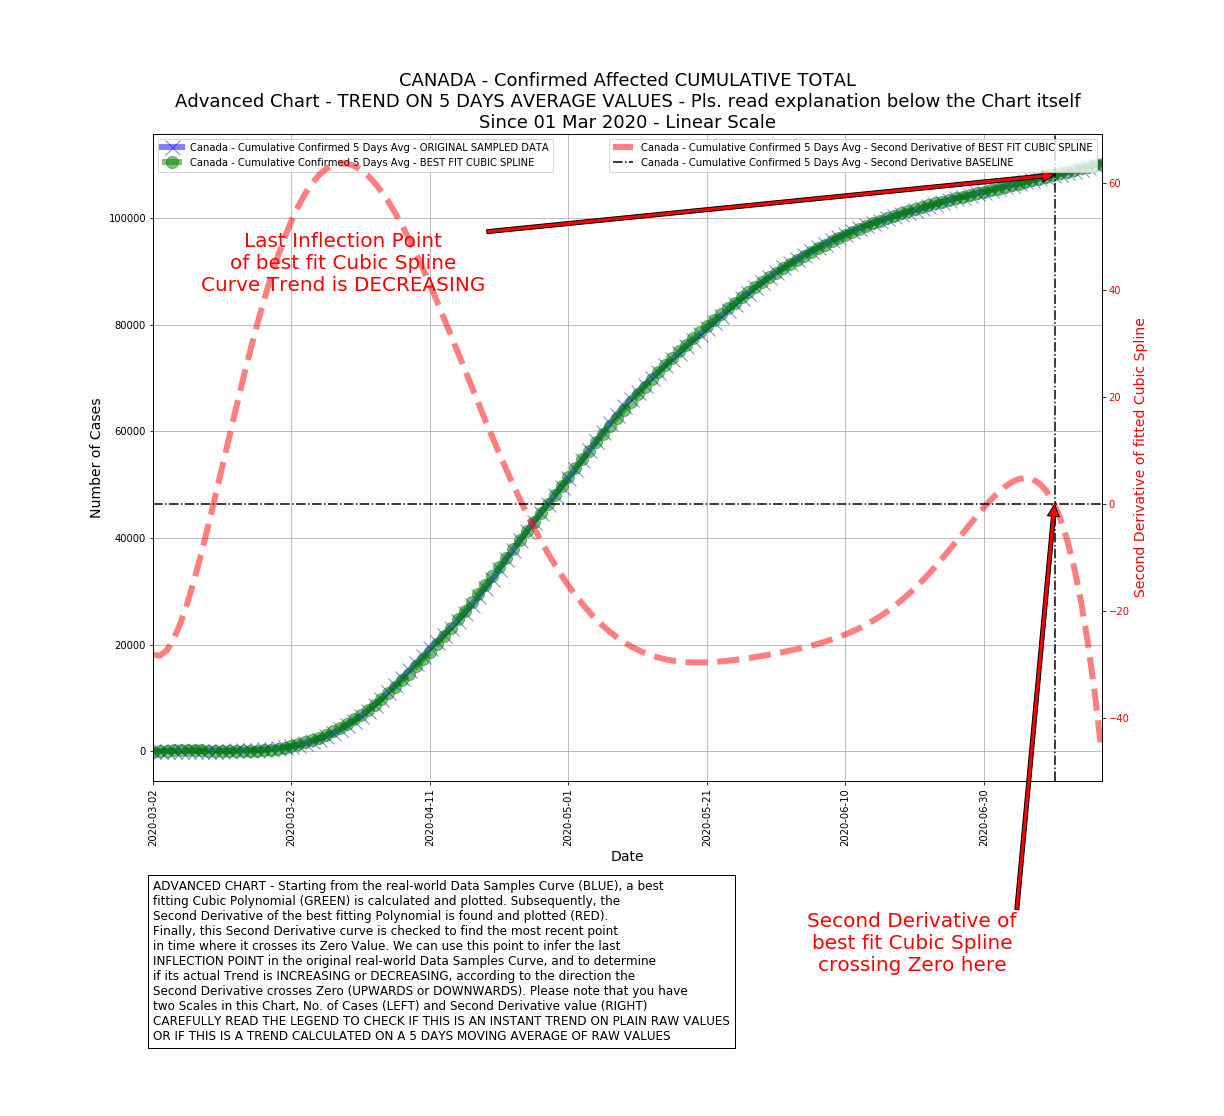 CANADA - Confirmed Affected CUMULATIVE TOTAL
Advanced Chart - TREND ON 5 DAYS AVERAGE VALUES - Pls. read explanation below the Chart itself
Since 01 Mar 2020 - Linear Scale
Canada - Cumulative Confirmed 5 Days Avg - ORIGINAL SAMPLED DATA
Canada - Cumulative Confirmed 5 Days Avg - BEST FIT CUBIC SPLINE
Canada - Cumulative Confirmed 5 Days Avg - Second Derivative of BEST FIT CUBIC SPLINE
Canada - Cumulative Confirmed 5 Days Avg - Second Derivative BASELINE
Last Inflection Point
of best fit Cubic Spline
Curve Trend is DECREASING
Number of Cases
100000
80000
60000
40000
20000
0
60
40
20
0
−20
−40
Second Derivative of fitted Cubic Spline
2020-03-02
2020-03-22
2020-04-11
2020-05-01
2020-05-21
2020-06-10
2020-06-30
Date
ADVANCED CHART - Starting from the real-world Data Samples Curve (BLUE), a best
fitting Cubic Polynomial (GREEN) is calculated and plotted. Subsequently, the
Second Derivative of the best fitting Polynomial is found and plotted (RED).
Finally, this Second Derivative curve is checked to find the most recent point
in time where it crosses its Zero Value. We can use this point to infer the last
INFLECTION POINT in the original real-world Data Samples Curve, and to determine
if its actual Trend is INCREASING or DECREASING, according to the direction the
Second Derivative crosses Zero (UPWARDS or DOWNWARDS). Please note that you have
two Scales in this Chart, No. of Cases (LEFT) and Second Derivative value (RIGHT)
CAREFULLY READ THE LEGEND TO CHECK IF THIS IS AN INSTANT TREND ON PLAIN RAW VALUES
OR IF THIS IS A TREND CALCULATED ON A 5 DAYS MOVING AVERAGE OF RAW VALUES
Second Derivative of
best fit Cubic Spline
crossing Zero here